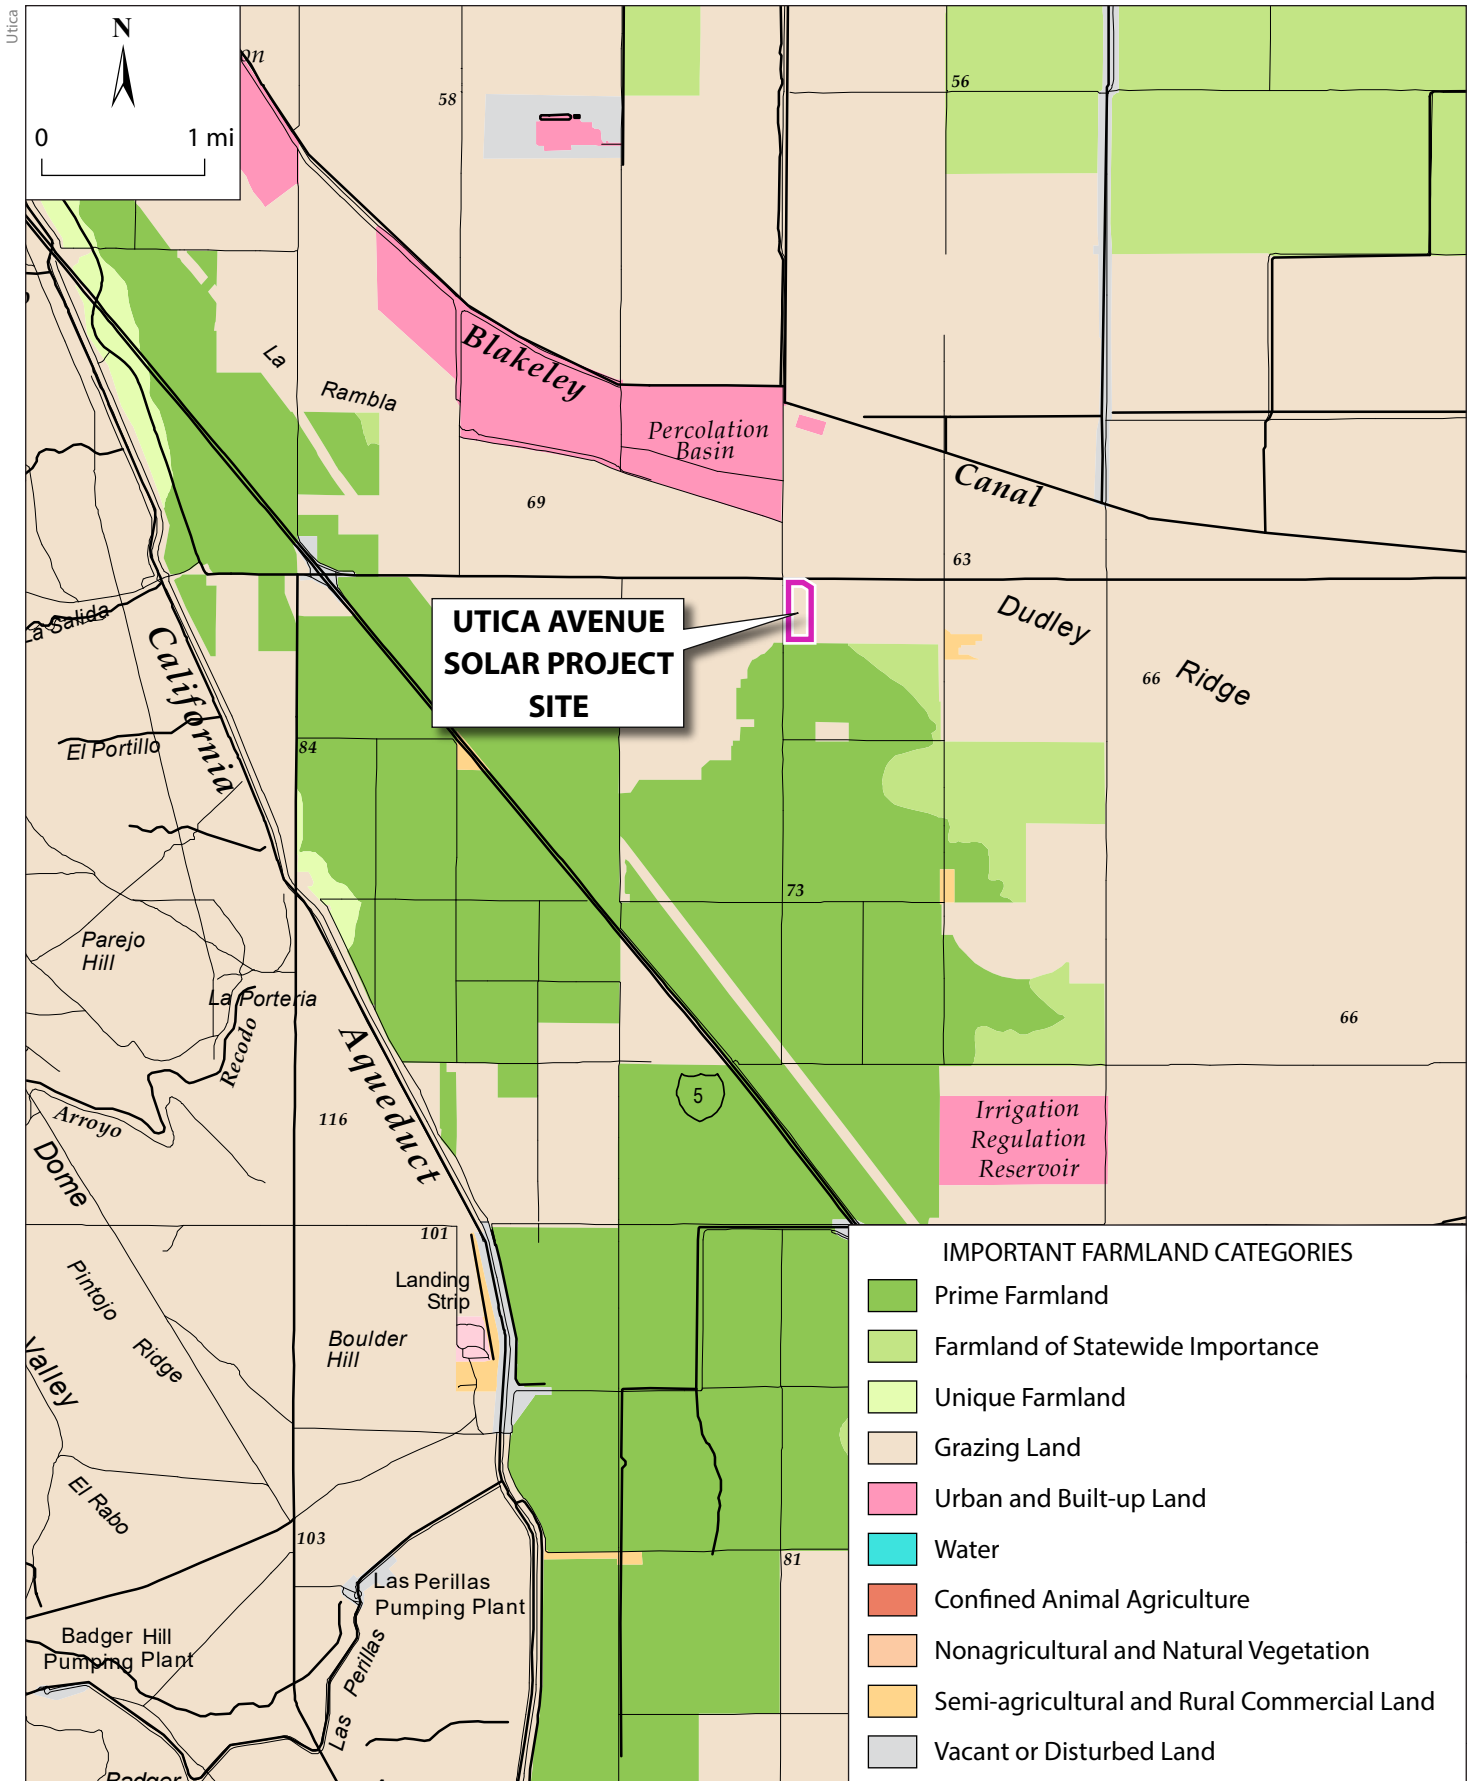 Utica
N
0 1 mi
on
58
56
La
Rambla
Blakeley
Percolation
Basin
Canal
69
63
UTICA AVENUE
SOLAR PROJECT
SITE
Dudley
Ridge
66
La Salida
California
El Portillo
84
73
Parejo
Hill
La Porteria
Recodo
66
Aqueduct
5
Arroyo
116
Irrigation
Regulation
Reservoir
Dome
101
Landing
Strip
Pintojo
Ridge
Boulder
Hill
Valley
El Rabo
103
81
Las Perillas
Pumping Plant
Badger Hill
Pumping Plant
Las Perillas
Badger
IMPORTANT FARMLAND CATEGORIES
Prime Farmland
Farmland of Statewide Importance
Unique Farmland
Grazing Land
Urban and Built-up Land
Water
Confined Animal Agriculture
Nonagricultural and Natural Vegetation
Semi-agricultural and Rural Commercial Land
Vacant or Disturbed Land